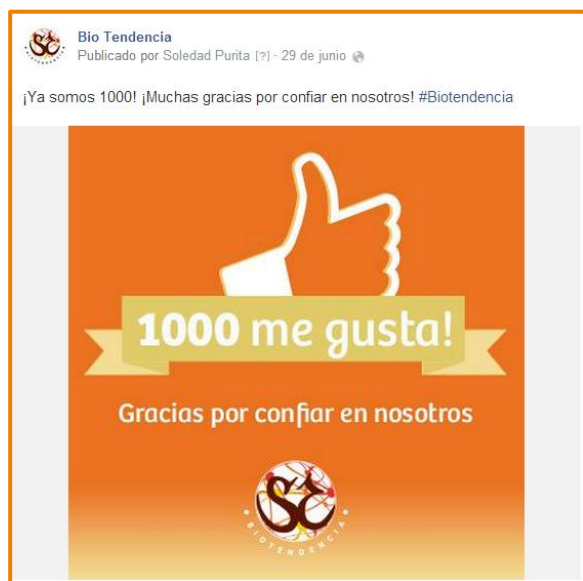 Bio Tendencia
Publicado por Soledad Purita [?] · 29 de junio
¡Ya somos 1000! ¡Muchas gracias por confiar en nosotros! #Biotendencia
1000 me gusta!
Gracias por confiar en nosotros
SE
BIOTENDENCIA